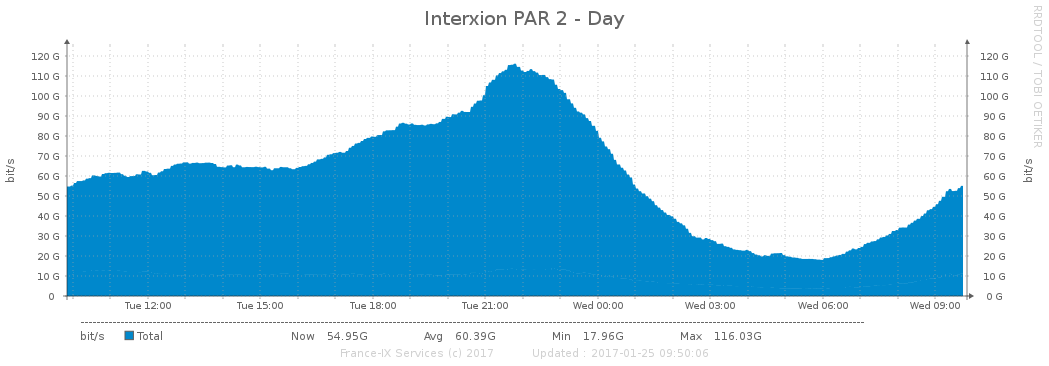 Interxion PAR 2 - Day
RRDTOOL / TOBI OETIKER
bit/s
120 G
110 G
100 G
90 G
80 G
70 G
60 G
50 G
40 G
30 G
20 G
10 G
0
120 G
110 G
100 G
90 G
80 G
70 G
60 G
50 G
40 G
30 G
20 G
10 G
0 G
bit/s
Tue 12:00 Tue 15:00 Tue 18:00 Tue 21:00 Wed 00:00 Wed 03:00 Wed 06:00 Wed 09:00
bit/s Total Now 54.95G Avg 60.39G Min 17.96G Max 116.03G
France-IX Services (c) 2017 Updated : 2017-01-25 09:50:06